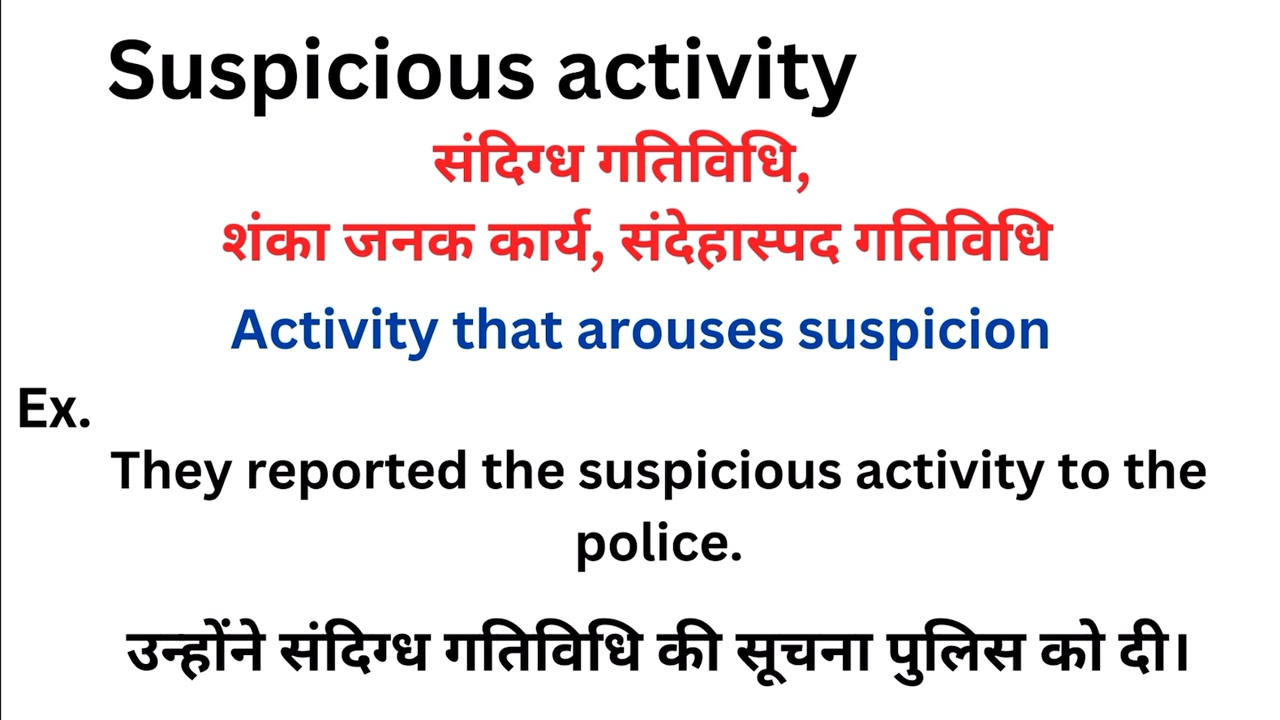 Suspicious activity
संदिग्ध गतिविधि,
शंका जनक कार्य, संदेहास्पद गतिविधि
Activity that arouses suspicion
Ex.
They reported the suspicious activity to the
police.
उन्होंने संदिग्ध गतिविधि की सूचना पुलिस को दी।